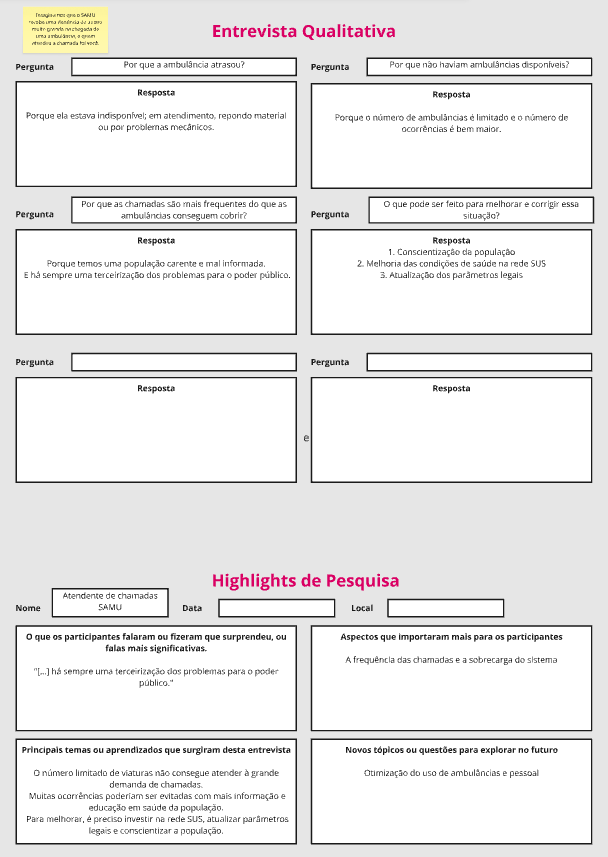 Imaginemos que o SAMU
recebe uma denúncia de atraso
muito grande na chegada de
uma ambulância, e quem
atendeu a chamada foi você.
Entrevista Qualitativa
Pergunta
Por que a ambulância atrasou?
Pergunta
Por que não haviam ambulâncias disponíveis?
Resposta
Porque ela estava indisponível; em atendimento, repondo material
ou por problemas mecânicos.
Resposta
Porque o número de ambulâncias é limitado e o número de
ocorrências é bem maior.
Pergunta
Por que as chamadas são mais frequentes do que as
ambulâncias conseguem cobrir?
Pergunta
O que pode ser feito para melhorar e corrigir essa
situação?
Resposta
Porque temos uma população carente e mal informada.
E há sempre uma terceirização dos problemas para o poder público.
Resposta
1. Conscientização da população
2. Melhoria das condições de saúde na rede SUS
3. Atualização dos parâmetros legais
Pergunta
Pergunta
Resposta
Resposta
e
Highlights de Pesquisa
Nome
Atendente de chamadas
SAMU
Data
Local
O que os participantes falaram ou fizeram que surpreendeu, ou
falas mais significativas.
"[...] há sempre uma terceirização dos problemas para o poder
público."
Aspectos que importaram mais para os participantes
A frequência das chamadas e a sobrecarga do sistema
Principais temas ou aprendizados que surgiram desta entrevista
O número limitado de viaturas não consegue atender à grande
demanda de chamadas.
Muitas ocorrências poderiam ser evitadas com mais informação e
educação em saúde da população.
Para melhorar, é preciso investir na rede SUS, atualizar parâmetros
legais e conscientizar a população.
Novos tópicos ou questões para explorar no futuro
Otimização do uso de ambulâncias e pessoal